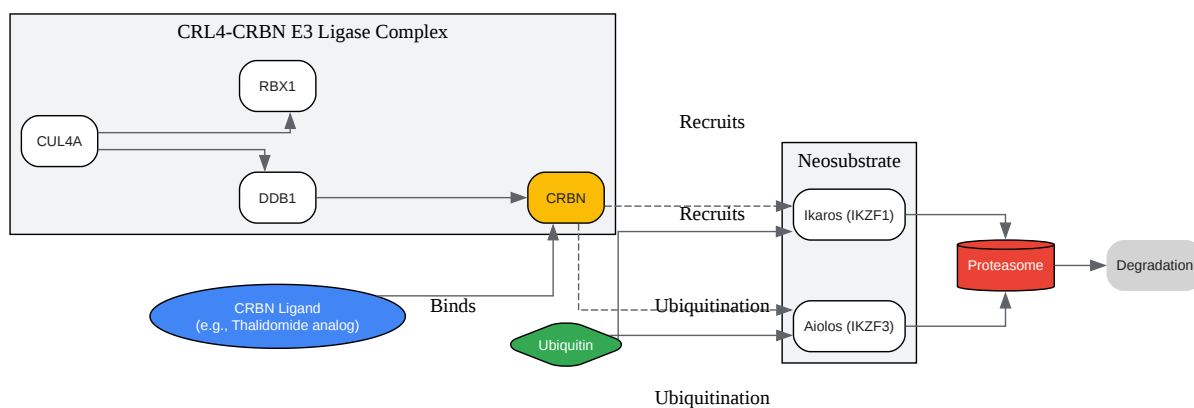 CRL4-CRBN E3 Ligase Complex
RBX1
CUL4A
DDB1
CRBN
Recruits
Neosubstrate
Recruits
Ikaros (IKZF1)
Proteasome
Degradation
CRBN Ligand
(e.g., Thalidomide analog)
Binds
Ubiquitin
Ubiquitination
Aiolos (IKZF3)
Ubiquitination